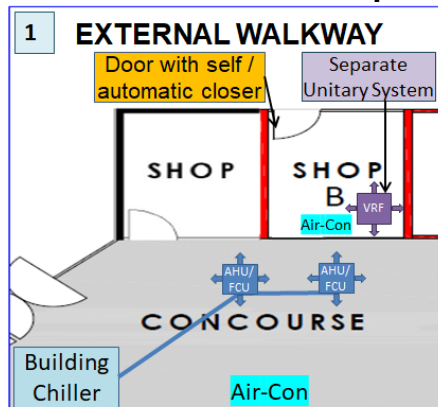 1 EXTERNAL WALKWAY
Door with self /
automatic closer
Separate
Unitary System
SHOP
SHOP
B
VRF
Air-Con
AHU/
FCU
AHU/
FCU
CONCOURSE
Building
Chiller
Air-Con